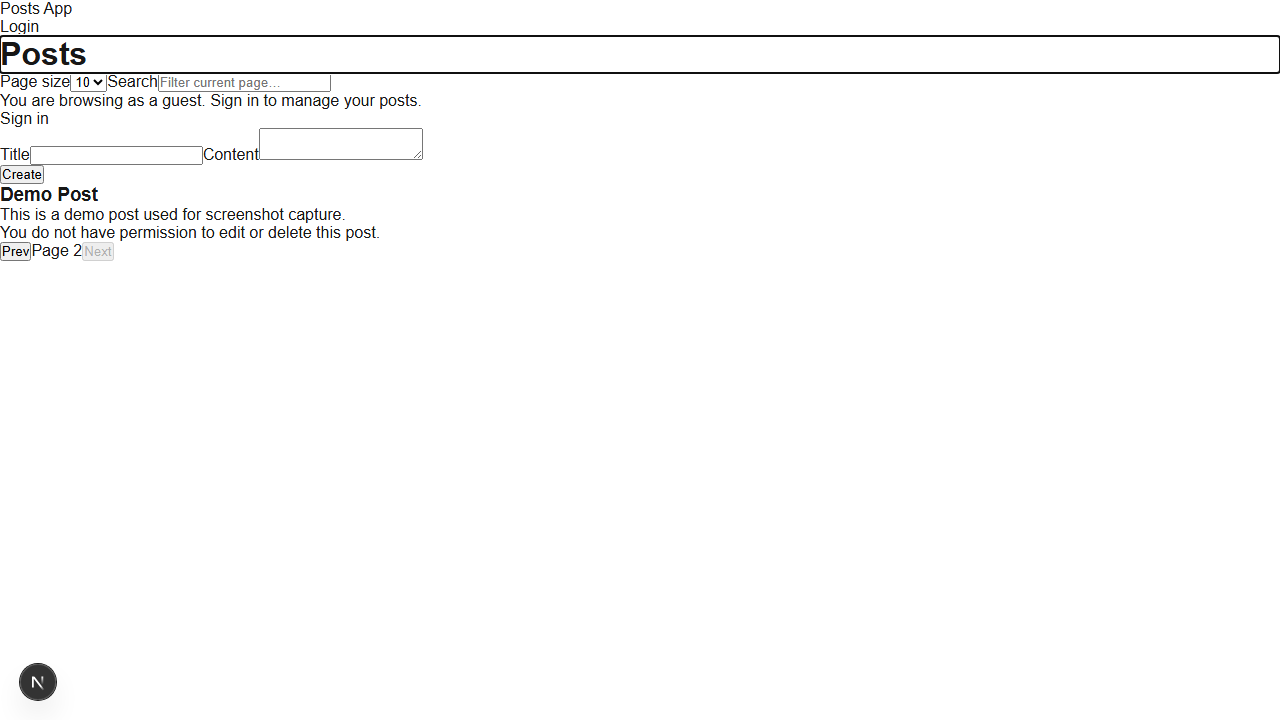 Posts App
Login
Posts
Page size 10 Search Filter current page...
You are browsing as a guest. Sign in to manage your posts.
Sign in
Title Content
Create
Demo Post
This is a demo post used for screenshot capture.
You do not have permission to edit or delete this post.
Prev Page 2 Next
N